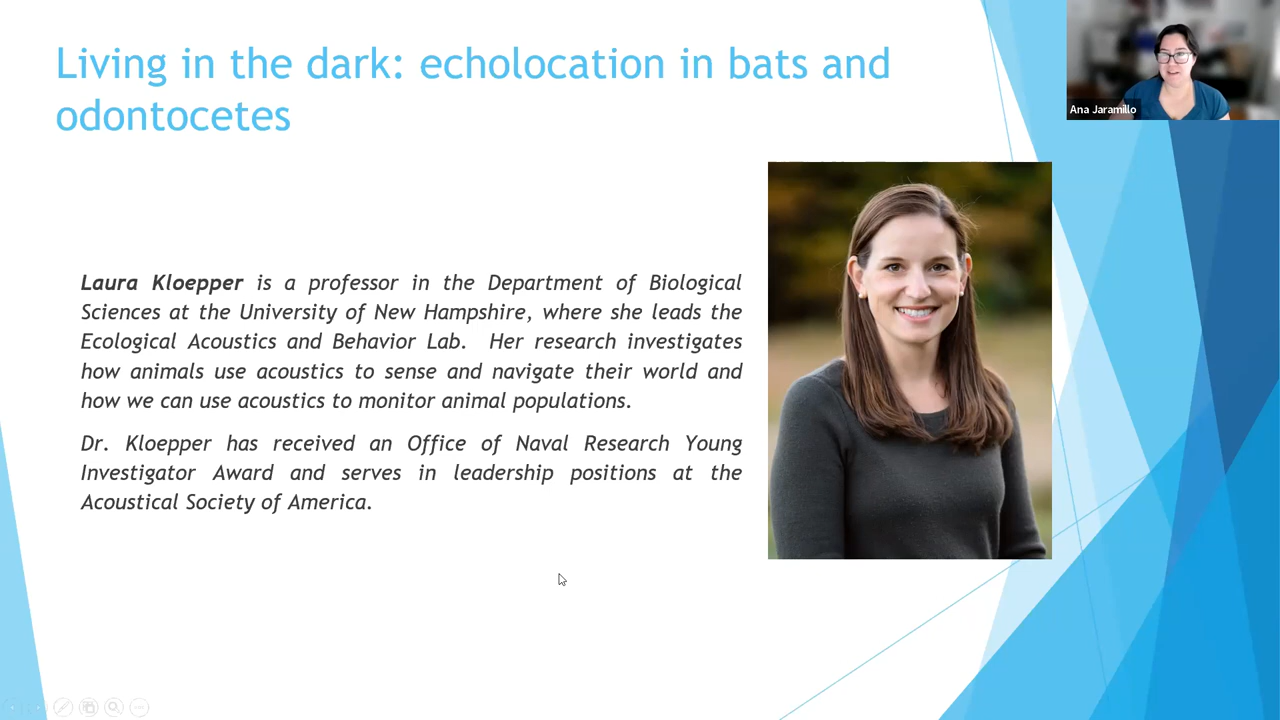 Living in the dark: echolocation in bats and
odontocetes
Ana Jaramillo
Laura Kloepper is a professor in the Department of Biological
Sciences at the University of New Hampshire, where she leads the
Ecological Acoustics and Behavior Lab. Her research investigates
how animals use acoustics to sense and navigate their world and
how we can use acoustics to monitor animal populations.
Dr. Kloepper has received an Office of Naval Research Young
Investigator Award and serves in leadership positions at the
Acoustical Society of America.